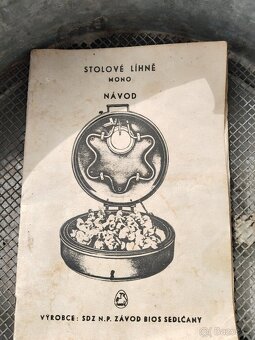 STOLOVÉ LÍHNĚ
MONO
NÁVOD
VÝROBCE: SDZ N.P. ZÁVOD BIOS SEDLČANY